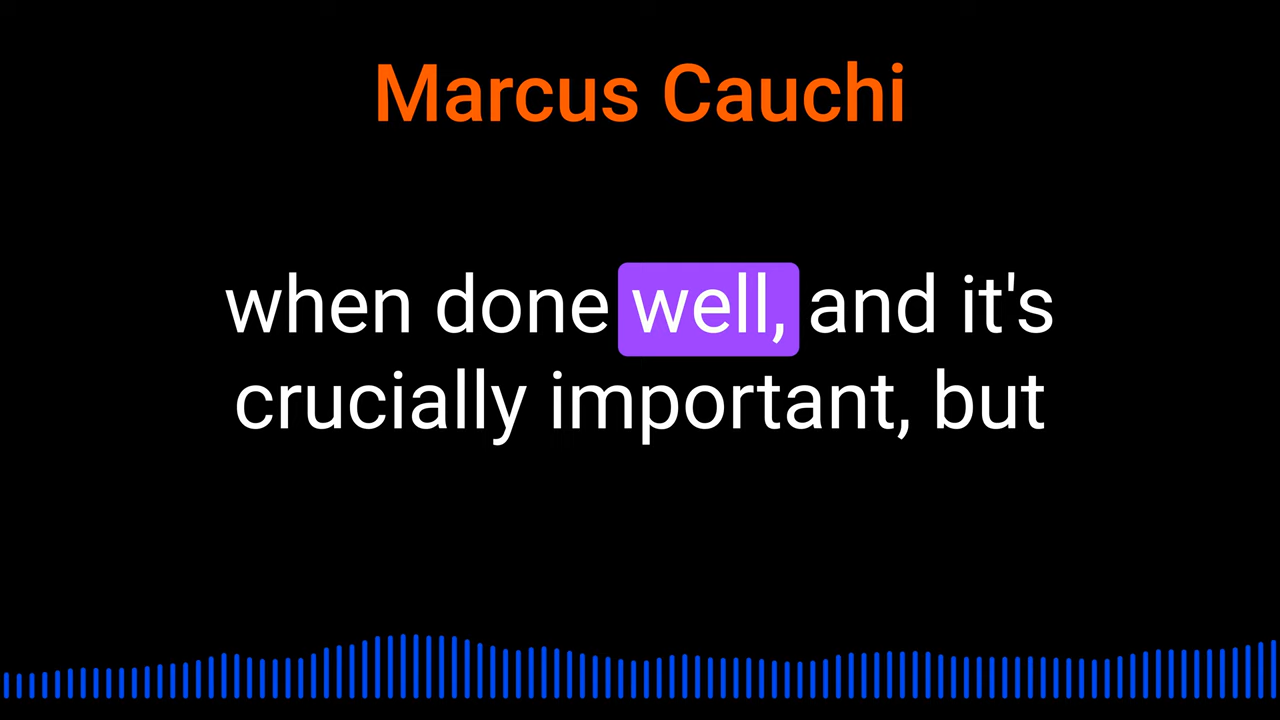 Marcus Cauchi
when done well, and it's
crucially important, but